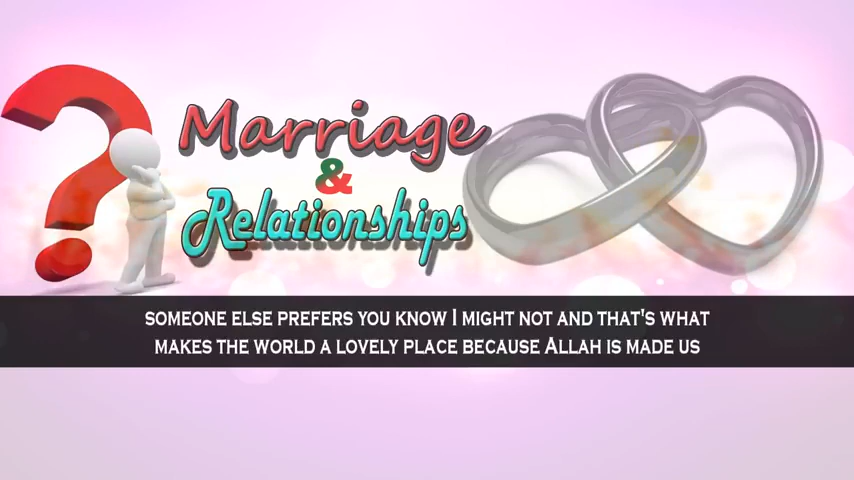 Marriage
&
Relationships
someone else prefers you know I might not and that's what
makes the world a lovely place because Allah is made us